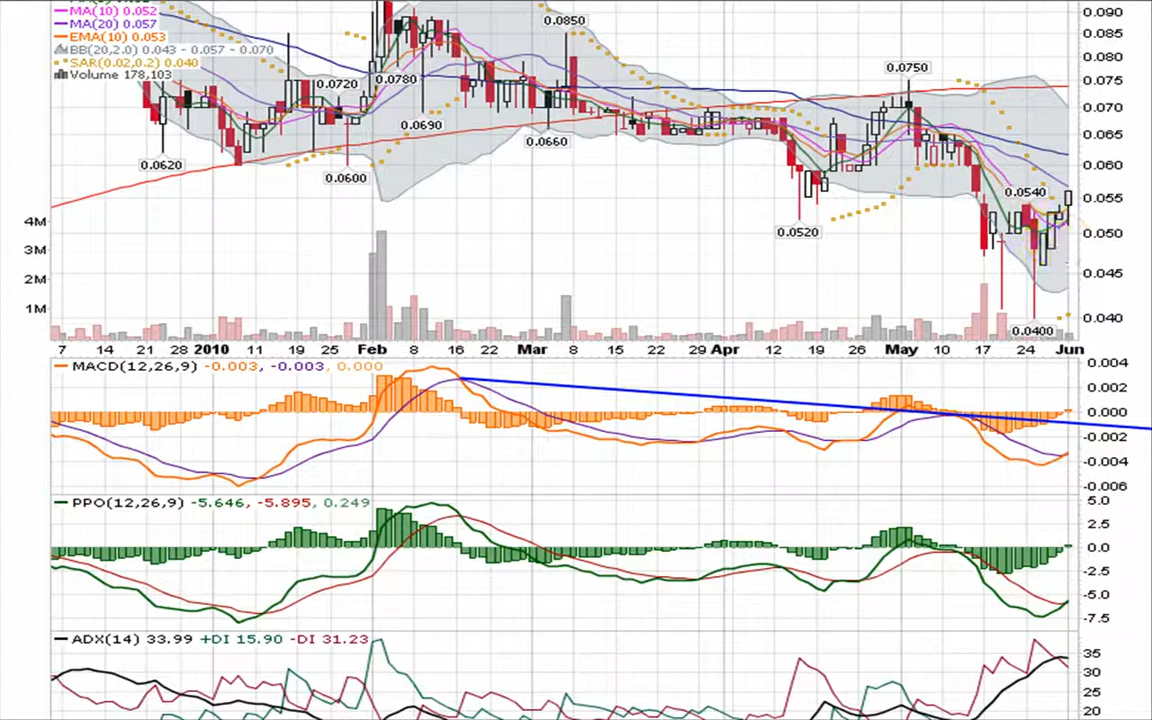 MA(10) 0.052
MA(20) 0.057
EMA(10) 0.053
BB(20,2.0) 0.043 - 0.057 - 0.070
SAR(0.02,0.2) 0.040
Volume 178,103
0.0850
0.0750
0.0720
0.0780
0.0690
0.0660
0.0620
0.0600
0.0540
0.0520
0.0400
0.090
0.085
0.080
0.075
0.070
0.065
0.060
0.055
0.050
0.045
0.040
4M
3M
2M
1M
7 14 21 28 2010 11 19 25 Feb 8 16 22 Mar 8 15 22 29 Apr 12 19 26 May 10 17 24 Jun
MACD(12,26,9) -0.003, -0.003, 0.000
0.004
0.002
0.000
-0.002
-0.004
-0.006
PPO(12,26,9) -5.646, -5.895, 0.249
5.0
2.5
0.0
-2.5
-5.0
-7.5
ADX(14) 33.99 +DI 15.90 -DI 31.23
35
30
25
20